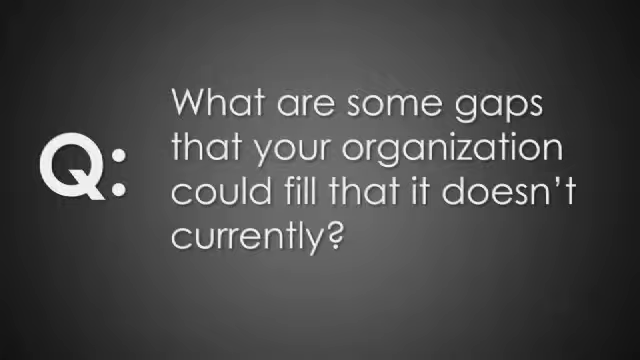 Q:
What are some gaps
that your organization
could fill that it doesn't
currently?